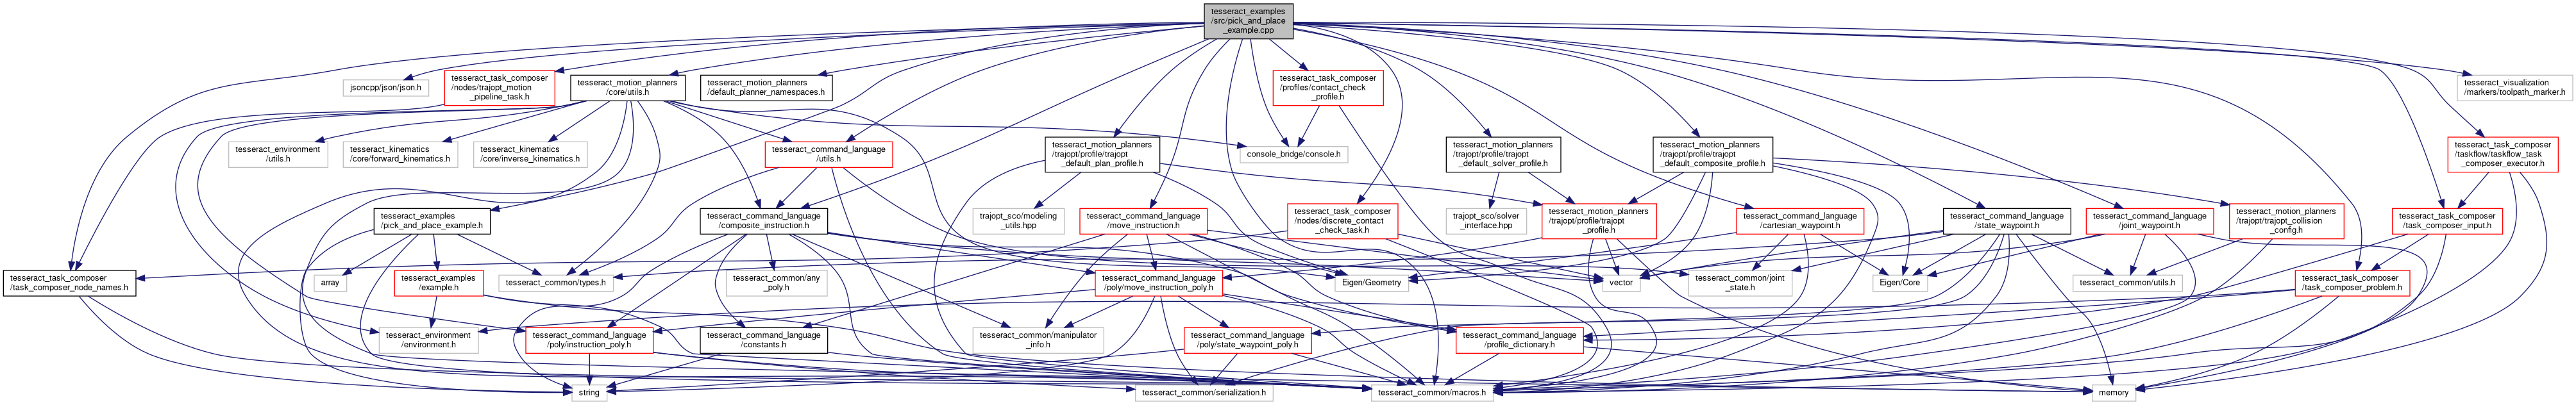 tesseract_examples
/src/pick_and_place
_example.cpp
jsoncpp/json/json.h
tesseract_task_composer
/nodes/trajopt_motion
_pipeline_task.h
tesseract_motion_planners
/core/utils.h
tesseract_motion_planners
/default_planner_namespaces.h
tesseract_task_composer
/profiles/contact_check
_profile.h
tesseract_visualization
/markers/toolpath_marker.h
tesseract_environment
/utils.h
tesseract_kinematics
/core/forward_kinematics.h
tesseract_kinematics
/core/inverse_kinematics.h
tesseract_command_language
/utils.h
tesseract_motion_planners
/trajopt/profile/trajopt
_default_plan_profile.h
console_bridge/console.h
tesseract_motion_planners
/trajopt/profile/trajopt
_default_solver_profile.h
tesseract_motion_planners
/trajopt/profile/trajopt
_default_composite_profile.h
tesseract_task_composer
/taskflow/taskflow_task
_composer_executor.h
tesseract_examples
/pick_and_place_example.h
tesseract_command_language
/composite_instruction.h
trajopt_sco/modeling
_utils.hpp
tesseract_command_language
/move_instruction.h
tesseract_task_composer
/nodes/discrete_contact
_check_task.h
trajopt_sco/solver
_interface.hpp
tesseract_motion_planners
/trajopt/profile/trajopt
_profile.h
tesseract_command_language
/cartesian_waypoint.h
tesseract_command_language
/state_waypoint.h
tesseract_command_language
/joint_waypoint.h
tesseract_motion_planners
/trajopt/trajopt_collision
_config.h
tesseract_task_composer
/task_composer_input.h
tesseract_task_composer
/task_composer_node_names.h
array
tesseract_examples
/example.h
tesseract_common/types.h
tesseract_common/any
_poly.h
tesseract_command_language
/poly/move_instruction_poly.h
Eigen/Geometry
vector
tesseract_common/joint
_state.h
Eigen/Core
tesseract_common/utils.h
tesseract_task_composer
/task_composer_problem.h
tesseract_environment
/environment.h
tesseract_command_language
/poly/instruction_poly.h
tesseract_command_language
/constants.h
tesseract_common/manipulator
_info.h
tesseract_command_language
/poly/state_waypoint_poly.h
tesseract_command_language
/profile_dictionary.h
string
tesseract_common/serialization.h
tesseract_common/macros.h
memory